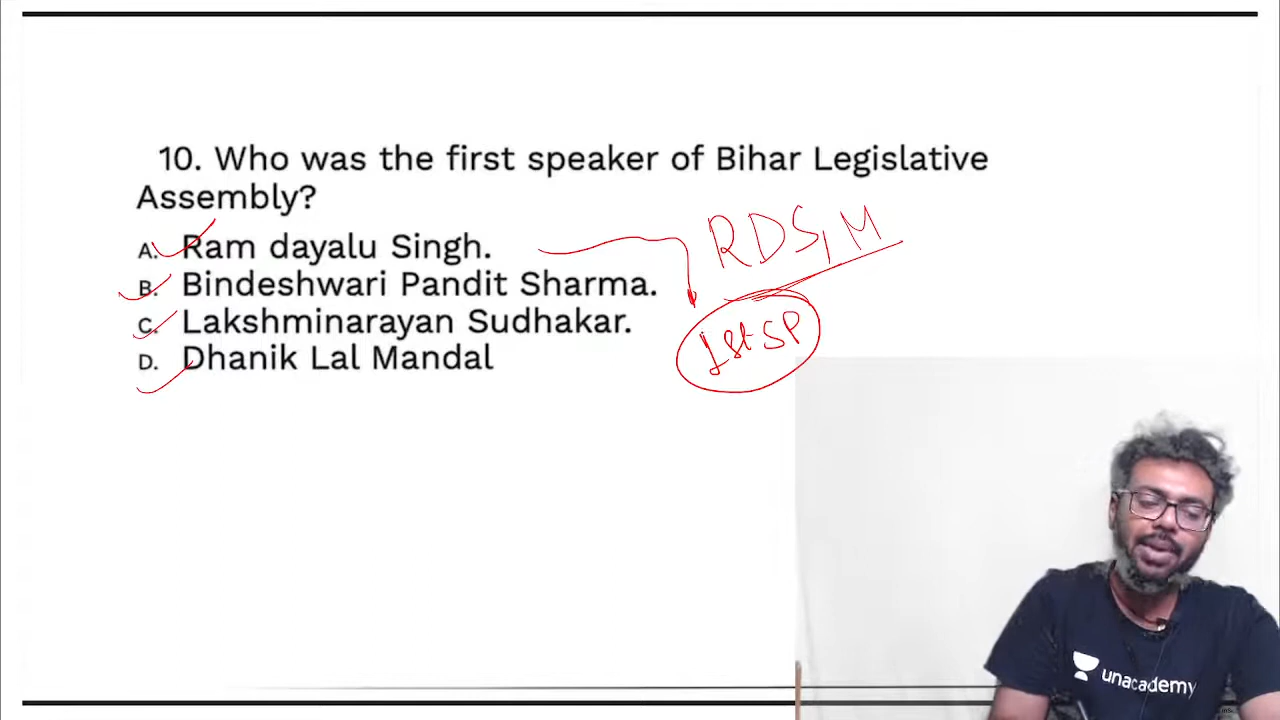 10. Who was the first speaker of Bihar Legislative
Assembly?
A. Ram dayalu Singh.
B. Bindeshwari Pandit Sharma.
C. Lakshminarayan Sudhakar.
D. Dhanik Lal Mandal
RDS, M
1st SP
unacademy